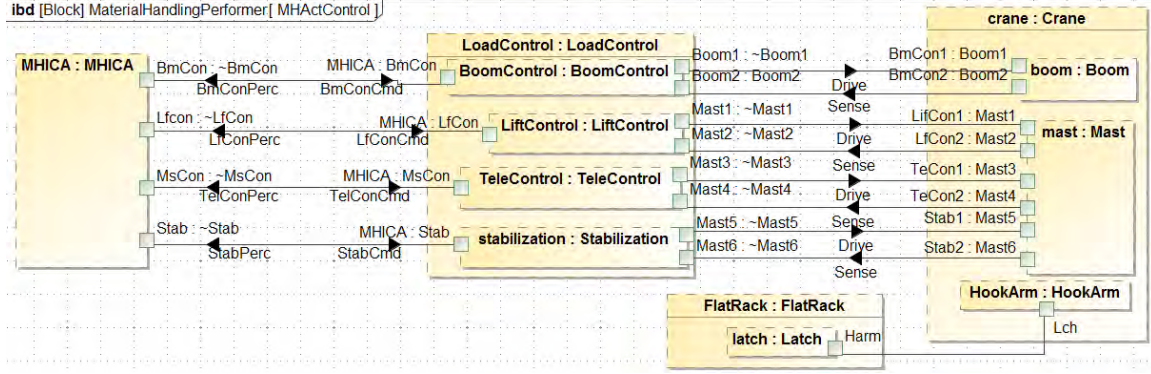 ibd [Block] MaterialHandlingPerformer[ MHActControl ]
crane : Crane
LoadControl : LoadControl
MHICA : MHICA
BmCon : ~BmCon
MHICA : BmCon
BmConPerc
BmConCmd
BoomControl : BoomControl
Boom1 : ~Boom1
Boom2 : Boom2
Drive
Sense
BmCon1 : Boom1
BmCon2 : Boom2
boom : Boom
Lfcon : ~LfCon
MHICA : LfCon
LfConPerc
LfConCmd
LiftControl : LiftControl
Mast1 : ~Mast1
Mast2 : ~Mast2
Drive
Sense
LifCon1 : Mast1
LfCon2 : Mast2
mast : Mast
MsCon : ~MsCon
MHICA : MsCon
TelConPerc
TelConCmd
TeleControl : TeleControl
Mast3 : ~Mast3
Mast4 : ~Mast4
Drive
Sense
TeCon1 : Mast3
TeCon2 : Mast4
Stab : ~Stab
MHICA : Stab
StabPerc
StabCmd
stabilization : Stabilization
Mast5 : ~Mast5
Mast6 : ~Mast6
Drive
Sense
Stab1 : Mast5
Stab2 : Mast6
HookArm : HookArm
Lch
FlatRack : FlatRack
latch : Latch
Harm